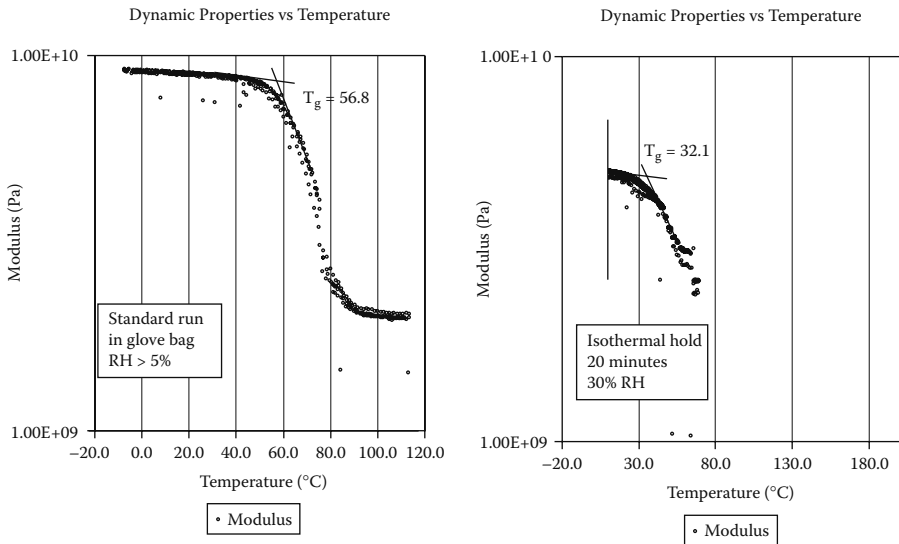 Dynamic Properties vs Temperature
1.00E+10
Tg = 56.8
Modulus (Pa)
Standard run
in glove bag
RH > 5%
1.00E+09
−20.0 0.0 20.0 40.0 60.0 80.0 100.0 120.0
Temperature (°C)
Modulus
Dynamic Properties vs Temperature
1.00E+1 0
Tg = 32.1
Modulus (Pa)
Isothermal hold
20 minutes
30% RH
1.00E+09
−20.0 30.0 80.0 130.0 180.0
Temperature (°C)
Modulus